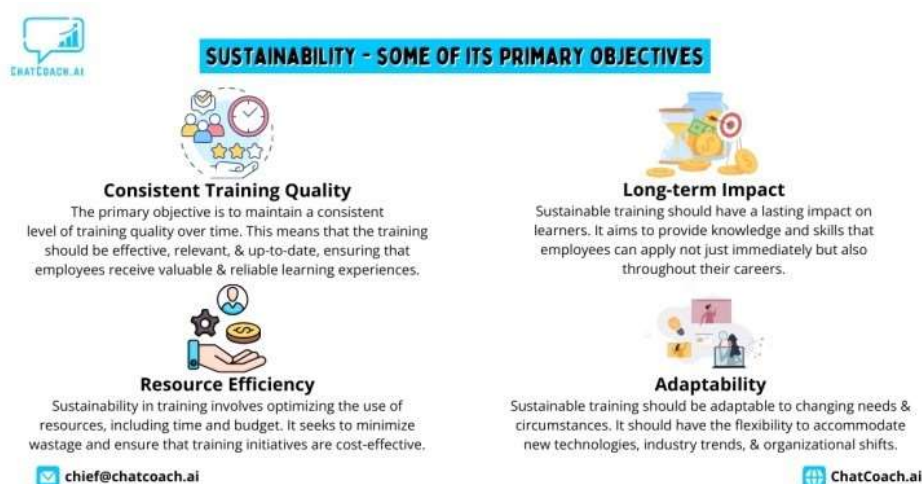 CHATCOACH.AI
SUSTAINABILITY - SOME OF ITS PRIMARY OBJECTIVES
Consistent Training Quality
The primary objective is to maintain a consistent
level of training quality over time. This means that the training
should be effective, relevant, & up-to-date, ensuring that
employees receive valuable & reliable learning experiences.
Long-term Impact
Sustainable training should have a lasting impact on
learners. It aims to provide knowledge and skills that
employees can apply not just immediately but also
throughout their careers.
Resource Efficiency
Sustainability in training involves optimizing the use of
resources, including time and budget. It seeks to minimize
wastage and ensure that training initiatives are cost-effective.
Adaptability
Sustainable training should be adaptable to changing needs &
circumstances. It should have the flexibility to accommodate
new technologies, industry trends, & organizational shifts.
chief@chatcoach.ai
ChatCoach.ai